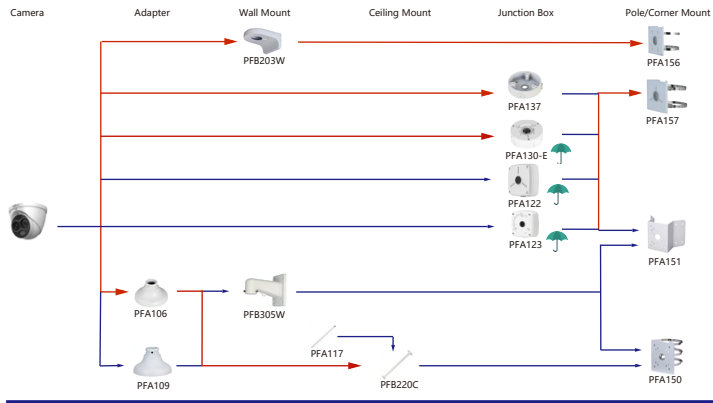 Camera Adapter Wall Mount Ceiling Mount Junction Box Pole/Corner Mount
PFB203W
PFA156
PFA137
PFA157
PFA130-E
PFA122
PFA123
PFA151
PFA106
PFB305W
PFA117
PFA109
PFB220C
PFA150